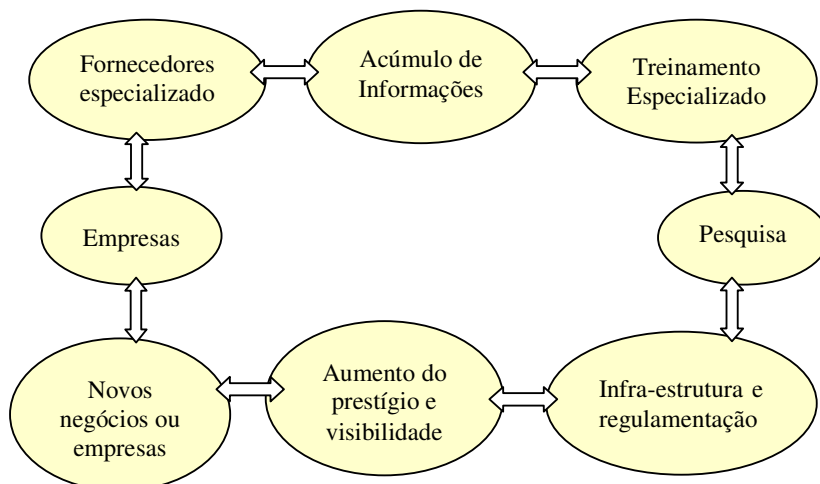 Fornecedores
especializado
Acúmulo de
Informações
Treinamento
Especializado
Empresas
Pesquisa
Novos
negócios ou
empresas
Aumento do
prestígio e
visibilidade
Infra-estrutura e
regulamentação